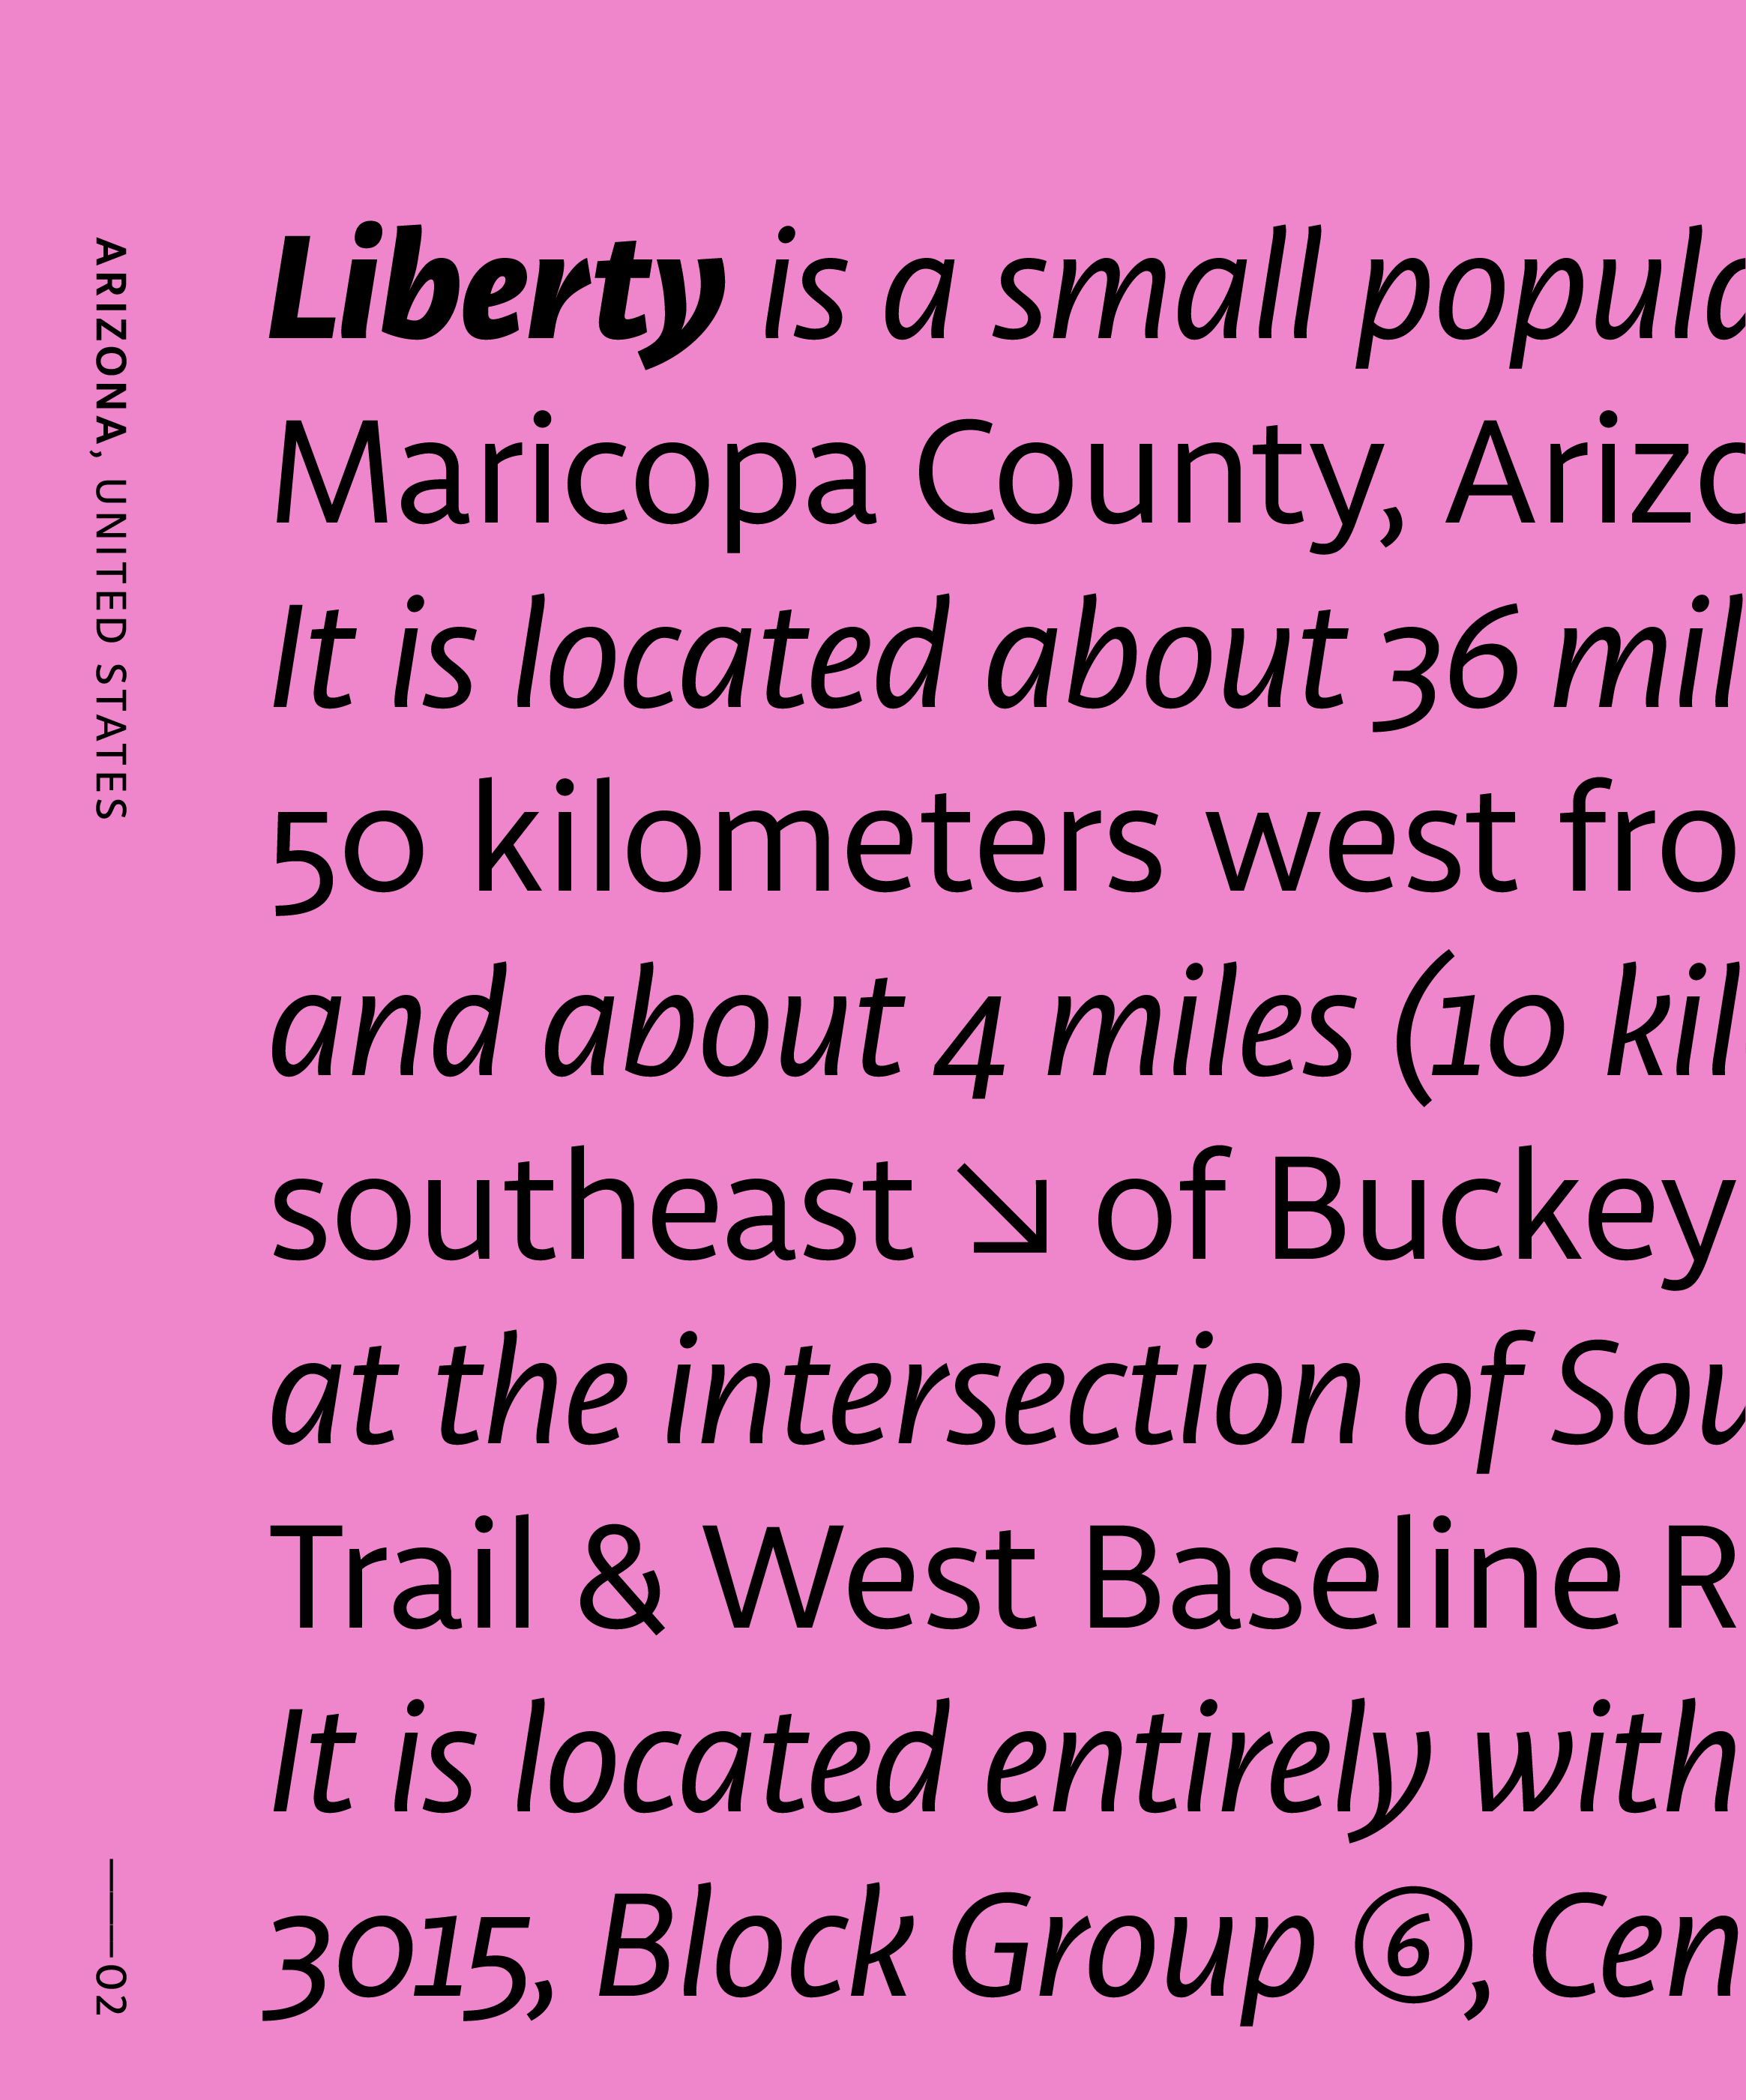 ARIZONA, UNITED STATES
Liberty is a small popula
Maricopa County, Arizo
It is located about 36 mil
50 kilometers west fro
and about 4 miles (10 kil
southeast ↘ of Buckey
at the intersection of Sou
Trail & West Baseline R
It is located entirely with
3015, Block Group ⑥, Cen
———02